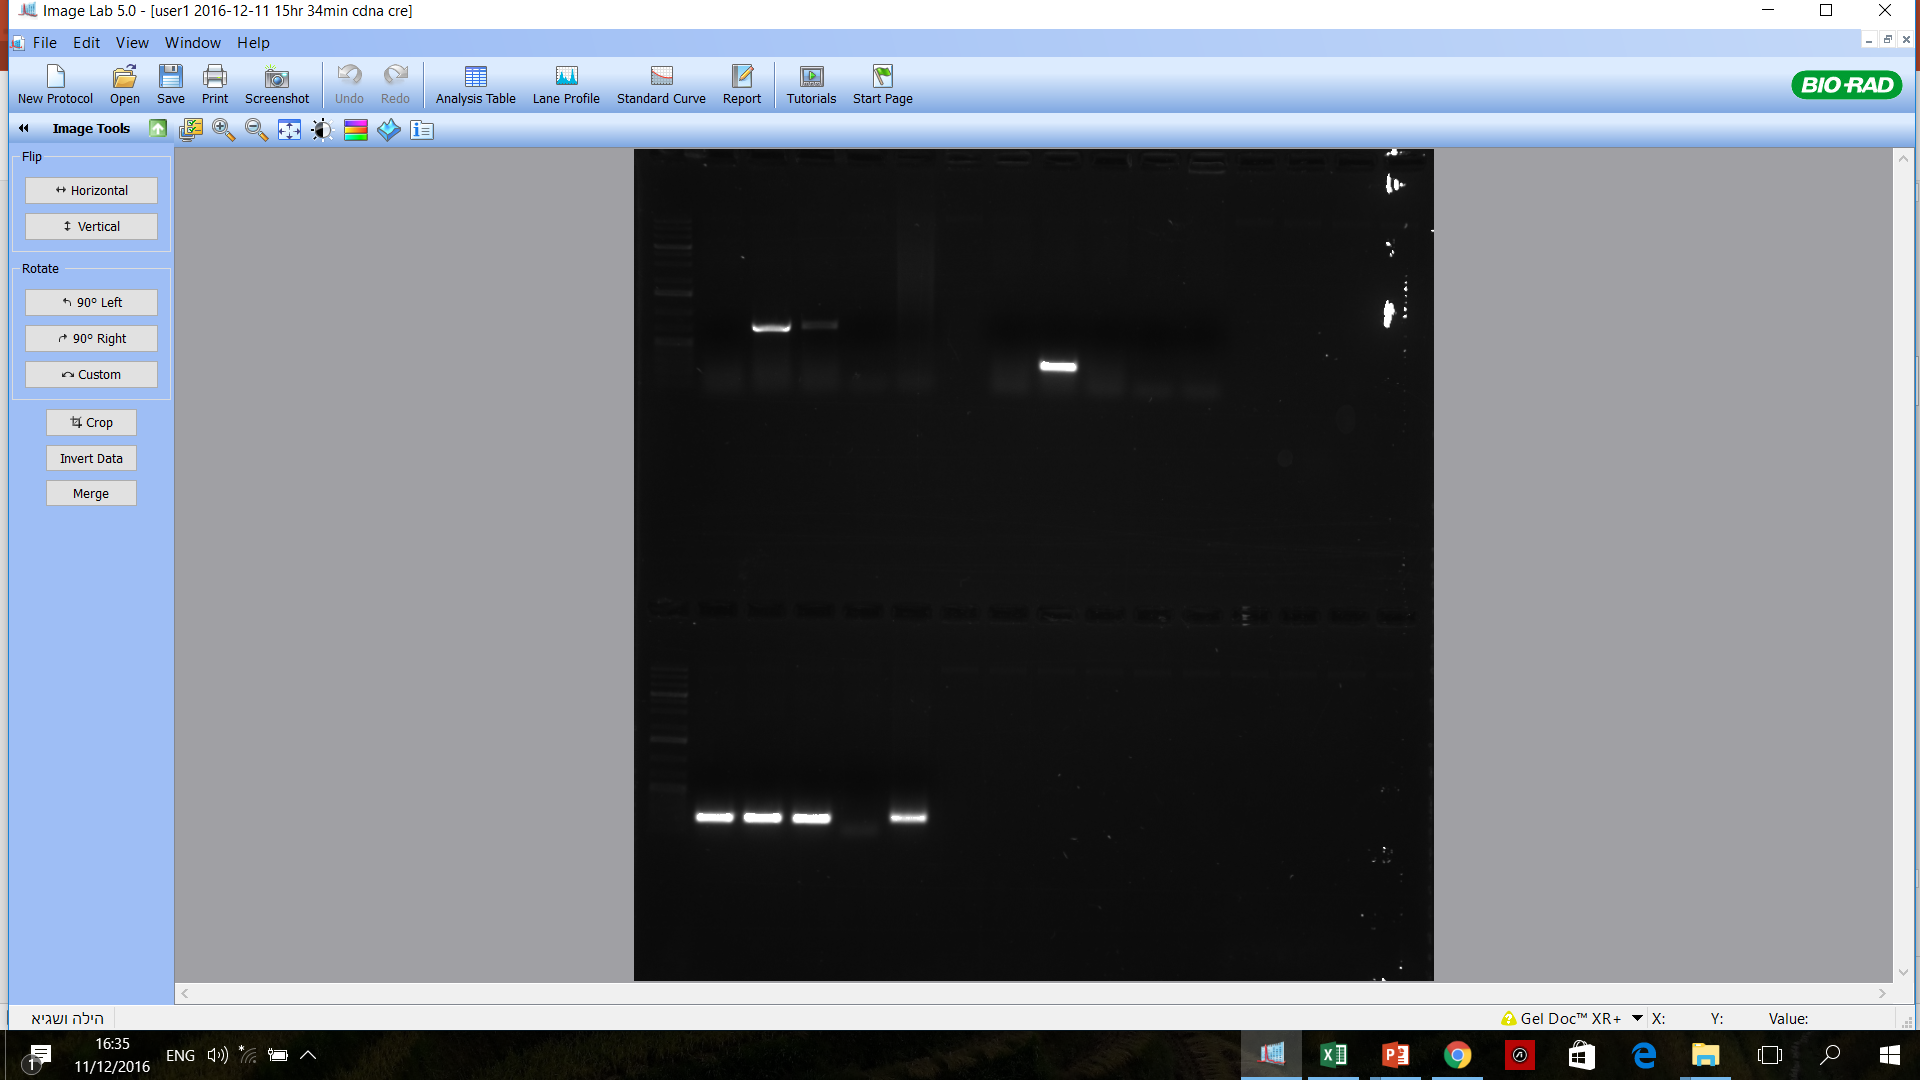 Image Lab 5.0 - [user1 2016-12-11 15hr 34min cdna cre]
File Edit View Window Help
New Protocol Open Save Print Screenshot Undo Redo Analysis Table Lane Profile Standard Curve Report Tutorials Start Page
BIO-RAD
Image Tools
Flip
Horizontal
Vertical
Rotate
90º Left
90º Right
Custom
Crop
Invert Data
Merge
הילה ושגיא
Gel Doc™ XR+ X: Y: Value:
1
16:35
11/12/2016
ENG